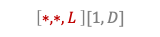 [*,*, L ][1, D]